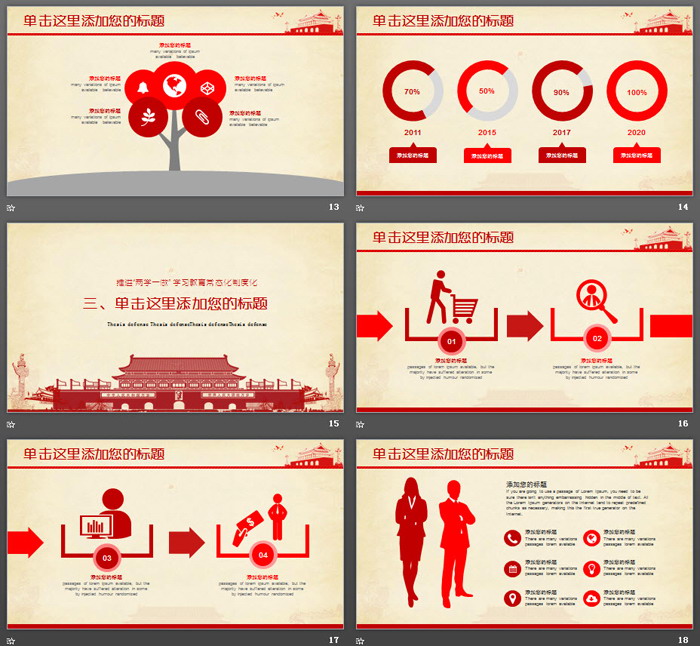 单击这里添加您的标题
添加您的标题
many variations of ipsum
available believable
添加您的标题
many variations of ipsum
available believable
添加您的标题
many variations of ipsum
available believable
添加您的标题
many variations of ipsum
available believable
添加您的标题
many variations of ipsum
available believable
13
单击这里添加您的标题
70%
50%
90%
100%
2011
2015
2017
2020
添加您的标题
添加您的标题
添加您的标题
添加您的标题
14
推进"两学一做"学习教育常态化制度化
三、单击这里添加您的标题
Thesis defenses Thesis defensesThesis defensesThesis defenses
15
单击这里添加您的标题
01
添加您的标题
passages of lorem ipsum available, but the
majority have suffered alteration in some
by injected humour randomised
02
添加您的标题
passages of lorem ipsum available, but the
majority have suffered alteration in some
by injected humour randomised
16
单击这里添加您的标题
03
添加您的标题
passages of lorem ipsum available, but the
majority have suffered alteration in some
by injected humour randomised
04
添加您的标题
passages of lorem ipsum available, but the
majority have suffered alteration in some
by injected humour randomised
17
单击这里添加您的标题
添加您的标题
If you are going to use a passage of Lorem Ipsum, you need to be
sure there isn't anything embarrassing hidden in the middle of text. All
the Lorem Ipsum generators on the Internet tend to repeat predefined
chunks as necessary, making this the first true generator on the
Internet.
添加您的标题
There are many variations
passages lorem available
添加您的标题
There are many variations
passages lorem available
添加您的标题
There are many variations
passages lorem available
添加您的标题
There are many variations
passages lorem available
添加您的标题
There are many variations
passages lorem available
添加您的标题
There are many variations
passages lorem available
18